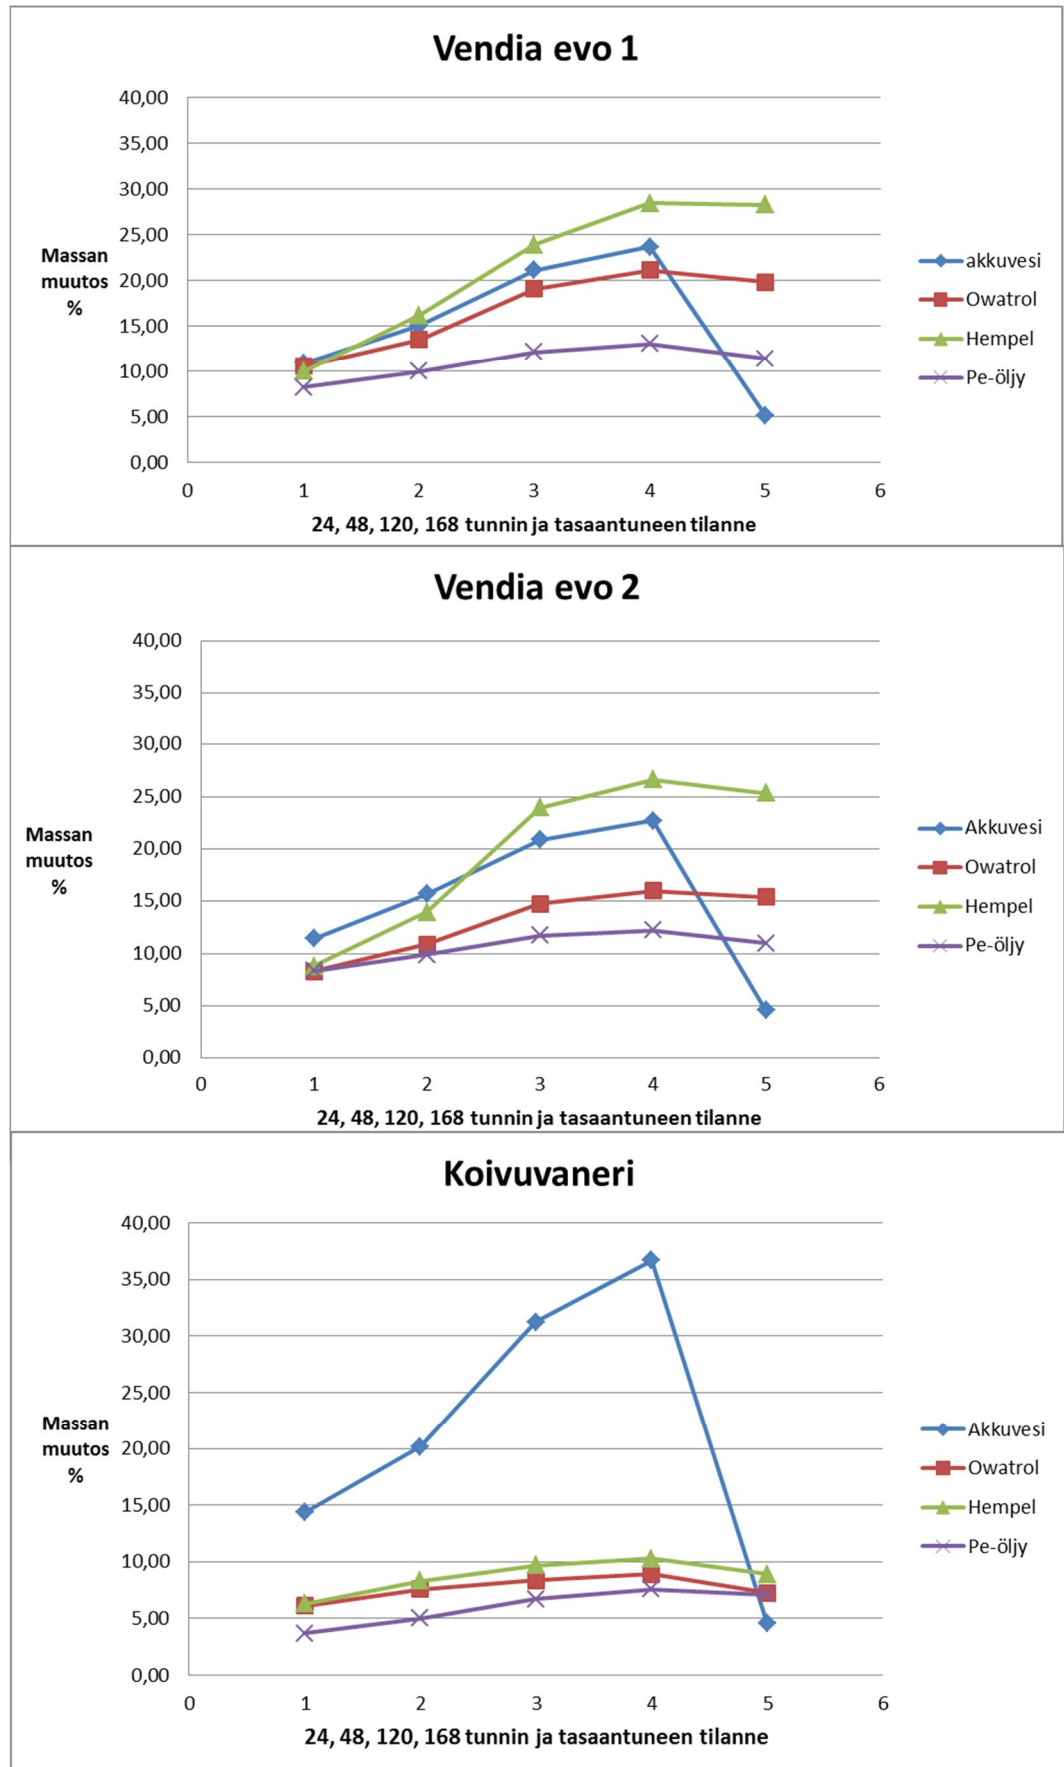 Vendia evo 1
40,00
35,00
30,00
25,00
20,00
15,00
10,00
5,00
0,00
Massan
muutos
%
0 1 2 3 4 5 6
24, 48, 120, 168 tunnin ja tasaantuneen tilanne
akkuvesi
Owatrol
Hempel
Pe-öljy
Vendia evo 2
40,00
35,00
30,00
25,00
20,00
15,00
10,00
5,00
0,00
Massan
muutos
%
0 1 2 3 4 5 6
24, 48, 120, 168 tunnin ja tasaantuneen tilanne
Akkuvesi
Owatrol
Hempel
Pe-öljy
Koivuvaneri
40,00
35,00
30,00
25,00
20,00
15,00
10,00
5,00
0,00
Massan
muutos
%
0 1 2 3 4 5 6
24, 48, 120, 168 tunnin ja tasaantuneen tilanne
Akkuvesi
Owatrol
Hempel
Pe-öljy